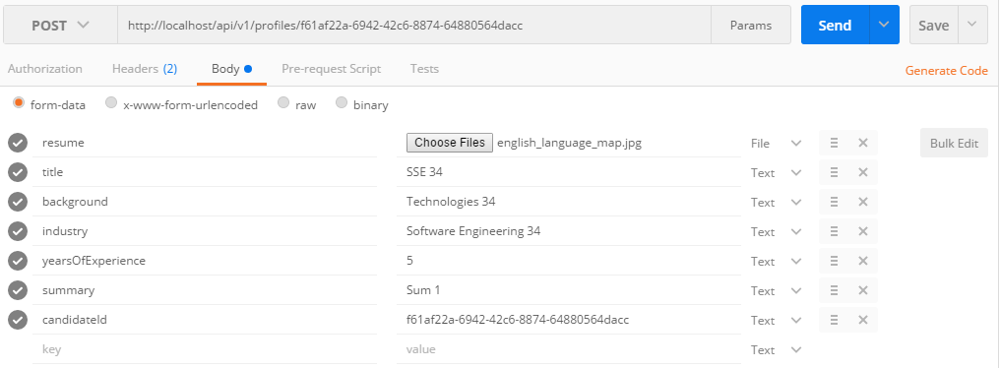 POST http://localhost/api/v1/profiles/f61af22a-6942-42c6-8874-64880564dacc Params Send Save
Authorization Headers (2) Body Pre-request Script Tests Generate Code
form-data x-www-form-urlencoded raw binary
resume Choose Files english_language_map.jpg File Bulk Edit
title SSE 34 Text
background Technologies 34 Text
industry Software Engineering 34 Text
yearsOfExperience 5 Text
summary Sum 1 Text
candidateId f61af22a-6942-42c6-8874-64880564dacc Text
key value Text